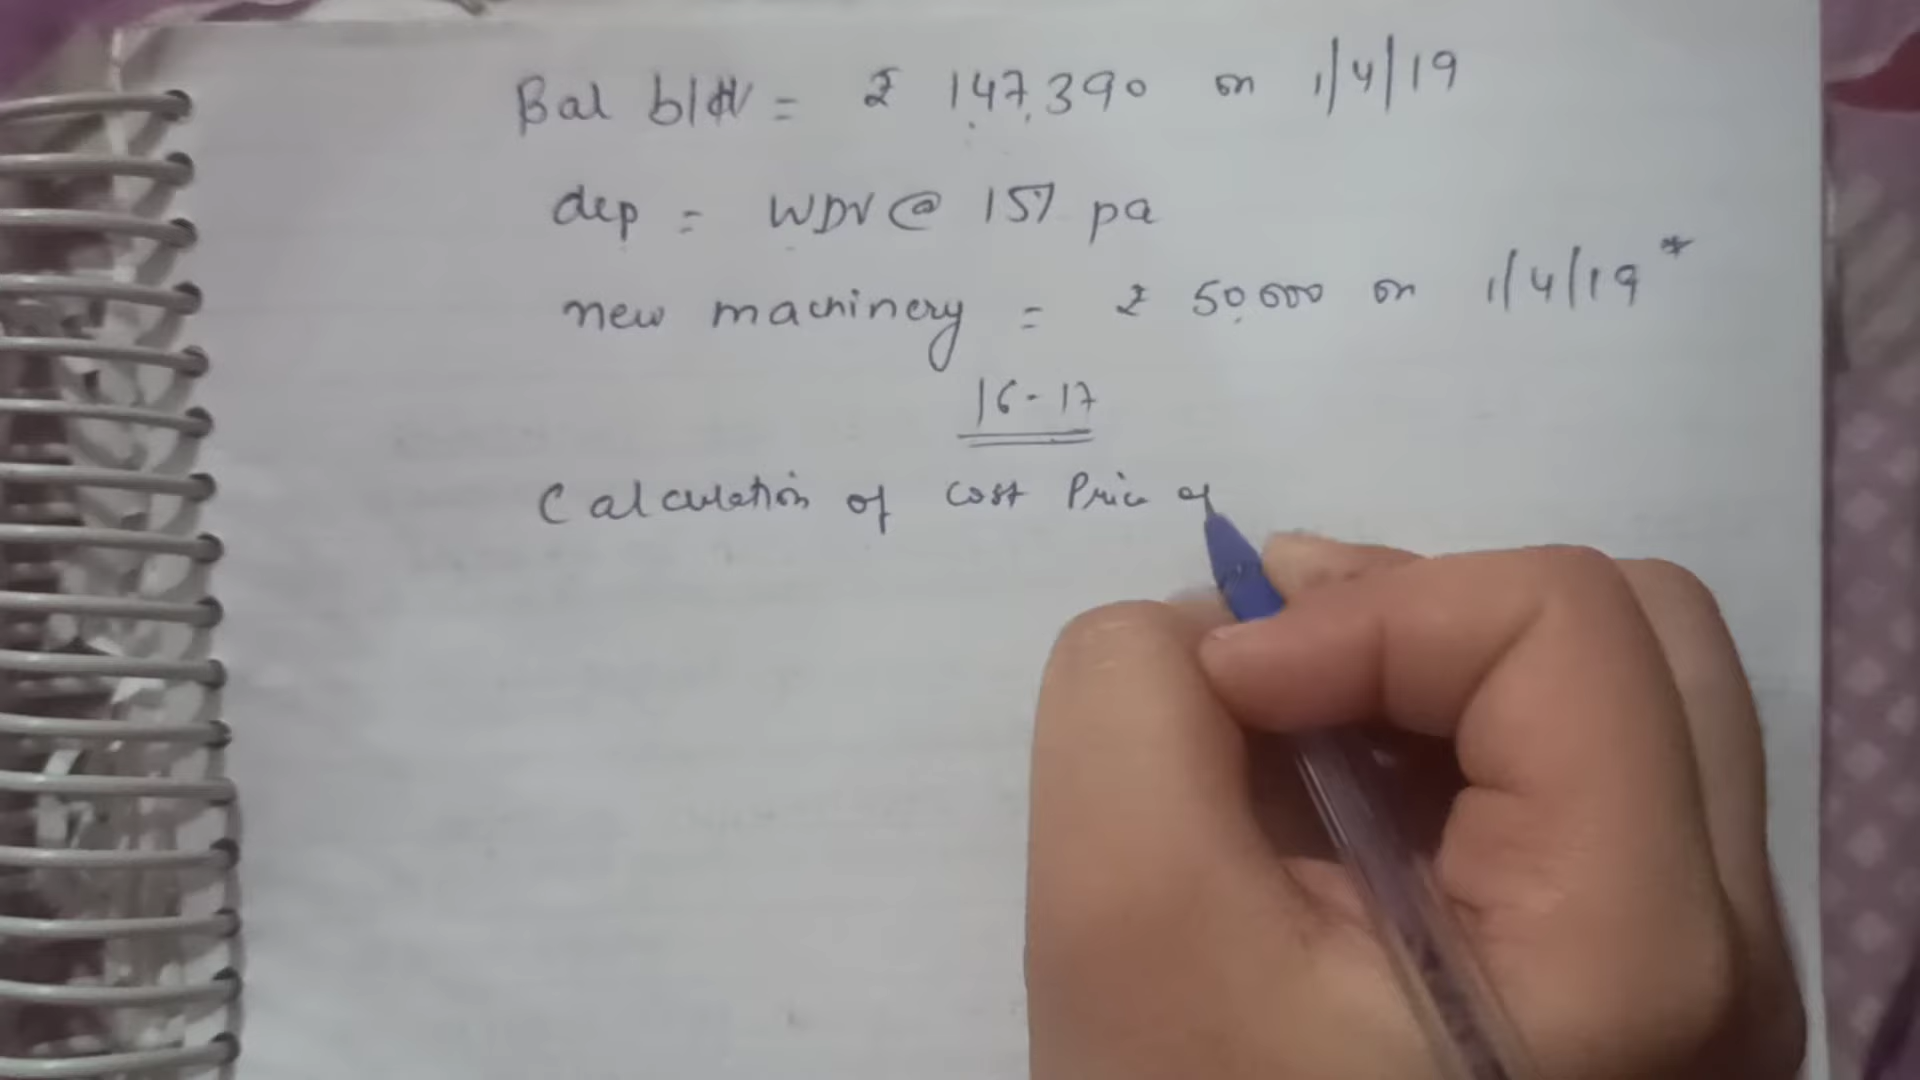 Bal b/d = ₹ 147,390 on 1/4/19
dep = WDV @ 15% pa
new machinery = ₹ 50,000 on 1/4/19 *
16-17
Calculation of Cost Price of